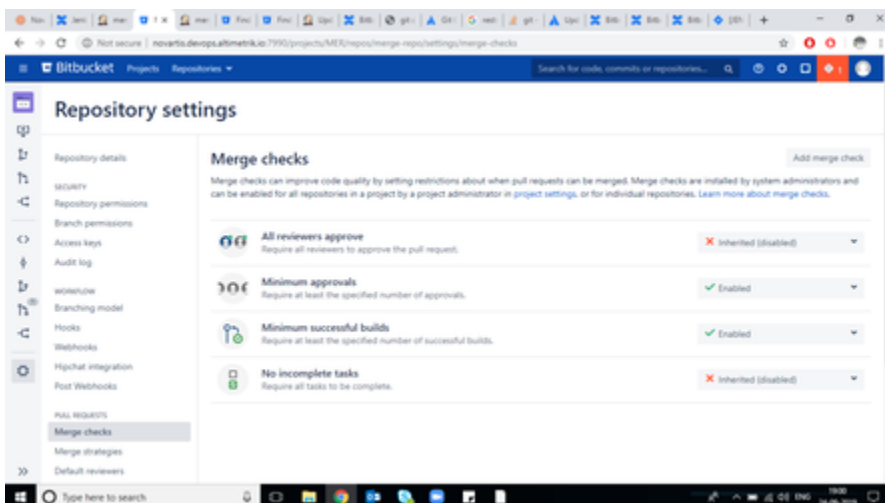 Not secure | novartis.devops.altimetrik.io:7990/projects/MER/repos/merge-repo/settings/merge-checks
Bitbucket Projects Repositories
Search for code, commits or repositories...
Repository settings
Repository details
SECURITY
Repository permissions
Branch permissions
Access keys
Audit log
WORKFLOW
Branching model
Hooks
Webhooks
Hipchat integration
Post Webhooks
PULL REQUESTS
Merge checks
Merge strategies
Default reviewers
Merge checks
Add merge check
Merge checks can improve code quality by setting restrictions about when pull requests can be merged. Merge checks are installed by system administrators and
can be enabled for all repositories in a project by a project administrator in project settings, or for individual repositories. Learn more about merge checks.
All reviewers approve
Require all reviewers to approve the pull request.
Inherited (disabled)
Minimum approvals
Require at least the specified number of approvals.
Enabled
Minimum successful builds
Require at least the specified number of successful builds.
Enabled
No incomplete tasks
Require all tasks to be complete.
Inherited (disabled)
Type here to search
ENG
19:00